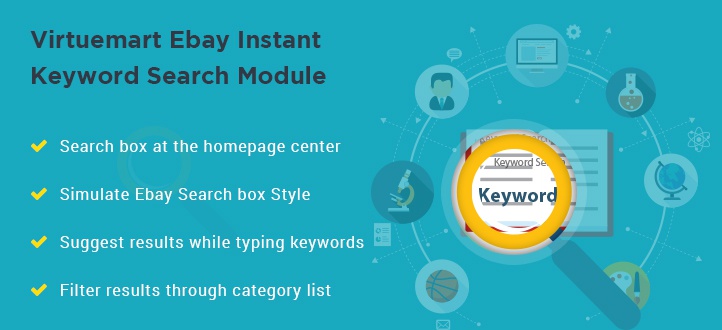 Virtuemart Ebay Instant
Keyword Search Module
Search box at the homepage center
Simulate Ebay Search box Style
Suggest results while typing keywords
Filter results through category list
Keyword
Keyword